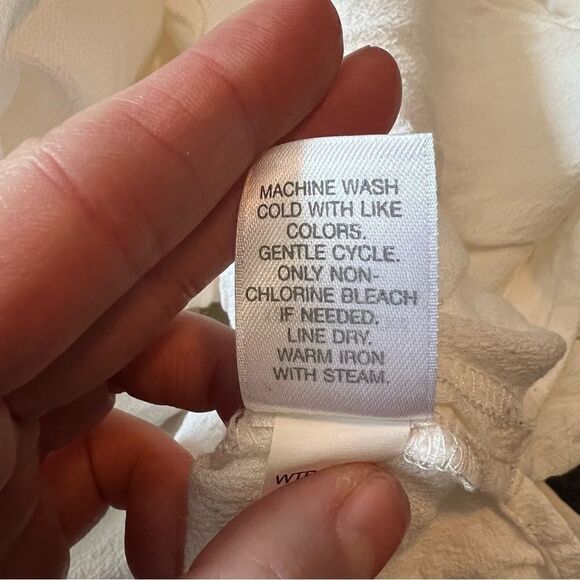 MACHINE WASH
COLD WITH LIKE
COLORS.
GENTLE CYCLE.
ONLY NON-
CHLORINE BLEACH
IF NEEDED.
LINE DRY.
WARM IRON
WITH STEAM.